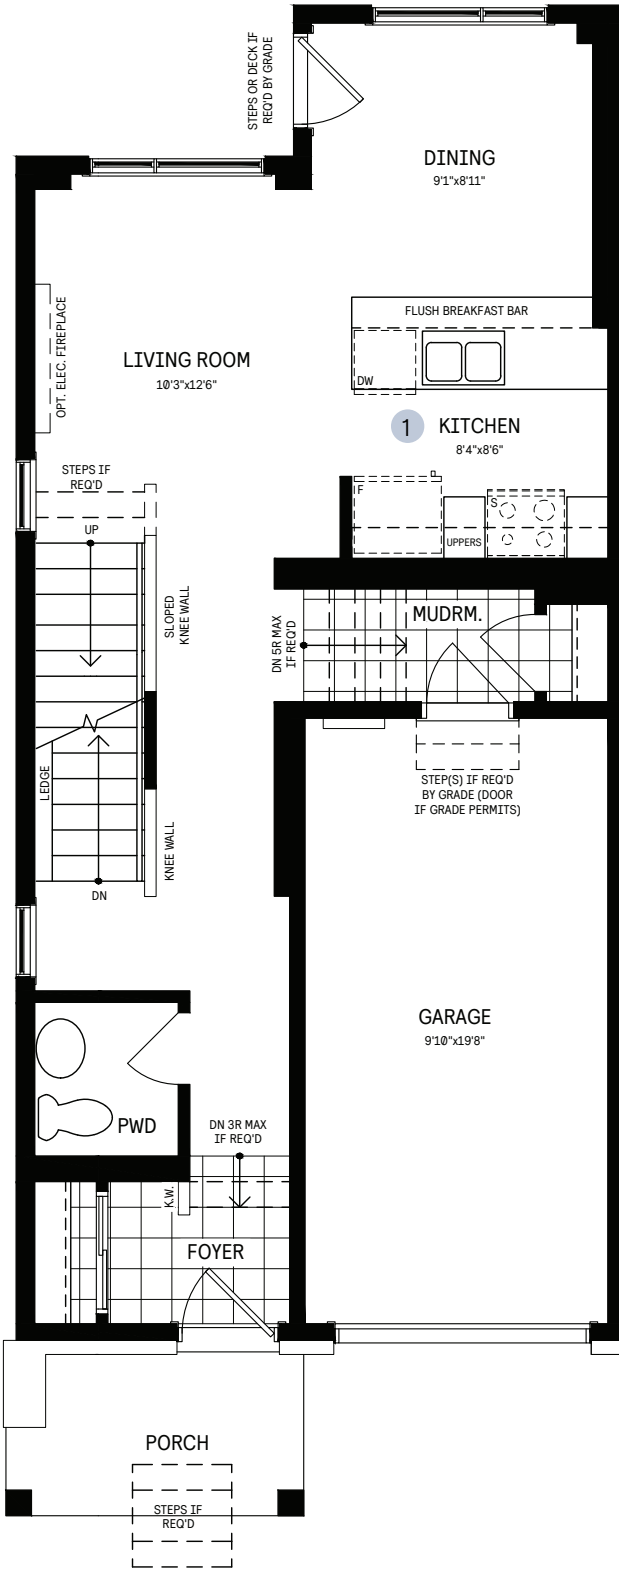 STEPS OR DECK IF
REQ'D BY GRADE
DINING
9'1"x8'11"
FLUSH BREAKFAST BAR
OPT. ELEC. FIREPLACE
LIVING ROOM
10'3"x12'6"
DW
1 KITCHEN
8'4"x8'6"
STEPS IF
REQ'D
F
S
UP
UPPERS
SLOPED
KNEE WALL
DN 5R MAX
IF REQ'D
MUDRM.
LEDGE
STEP(S) IF REQ'D
BY GRADE (DOOR
IF GRADE PERMITS)
KNEE WALL
DN
GARAGE
9'10"x19'8"
PWD
DN 3R MAX
IF REQ'D
K.W.
FOYER
PORCH
STEPS IF
REQ'D